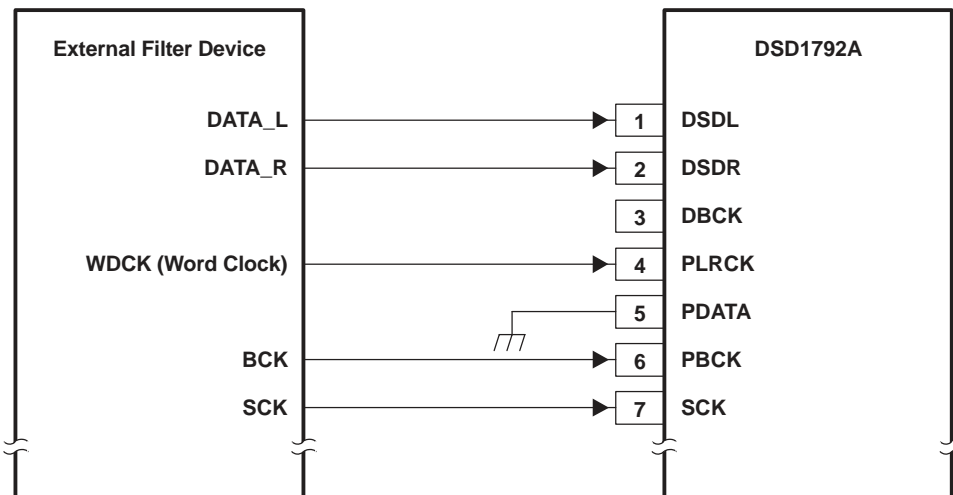 External Filter Device
DSD1792A
DATA_L
1
DSDL
DATA_R
2
DSDR
3
DBCK
WDCK (Word Clock)
4
PLRCK
5
PDATA
BCK
6
PBCK
SCK
7
SCK